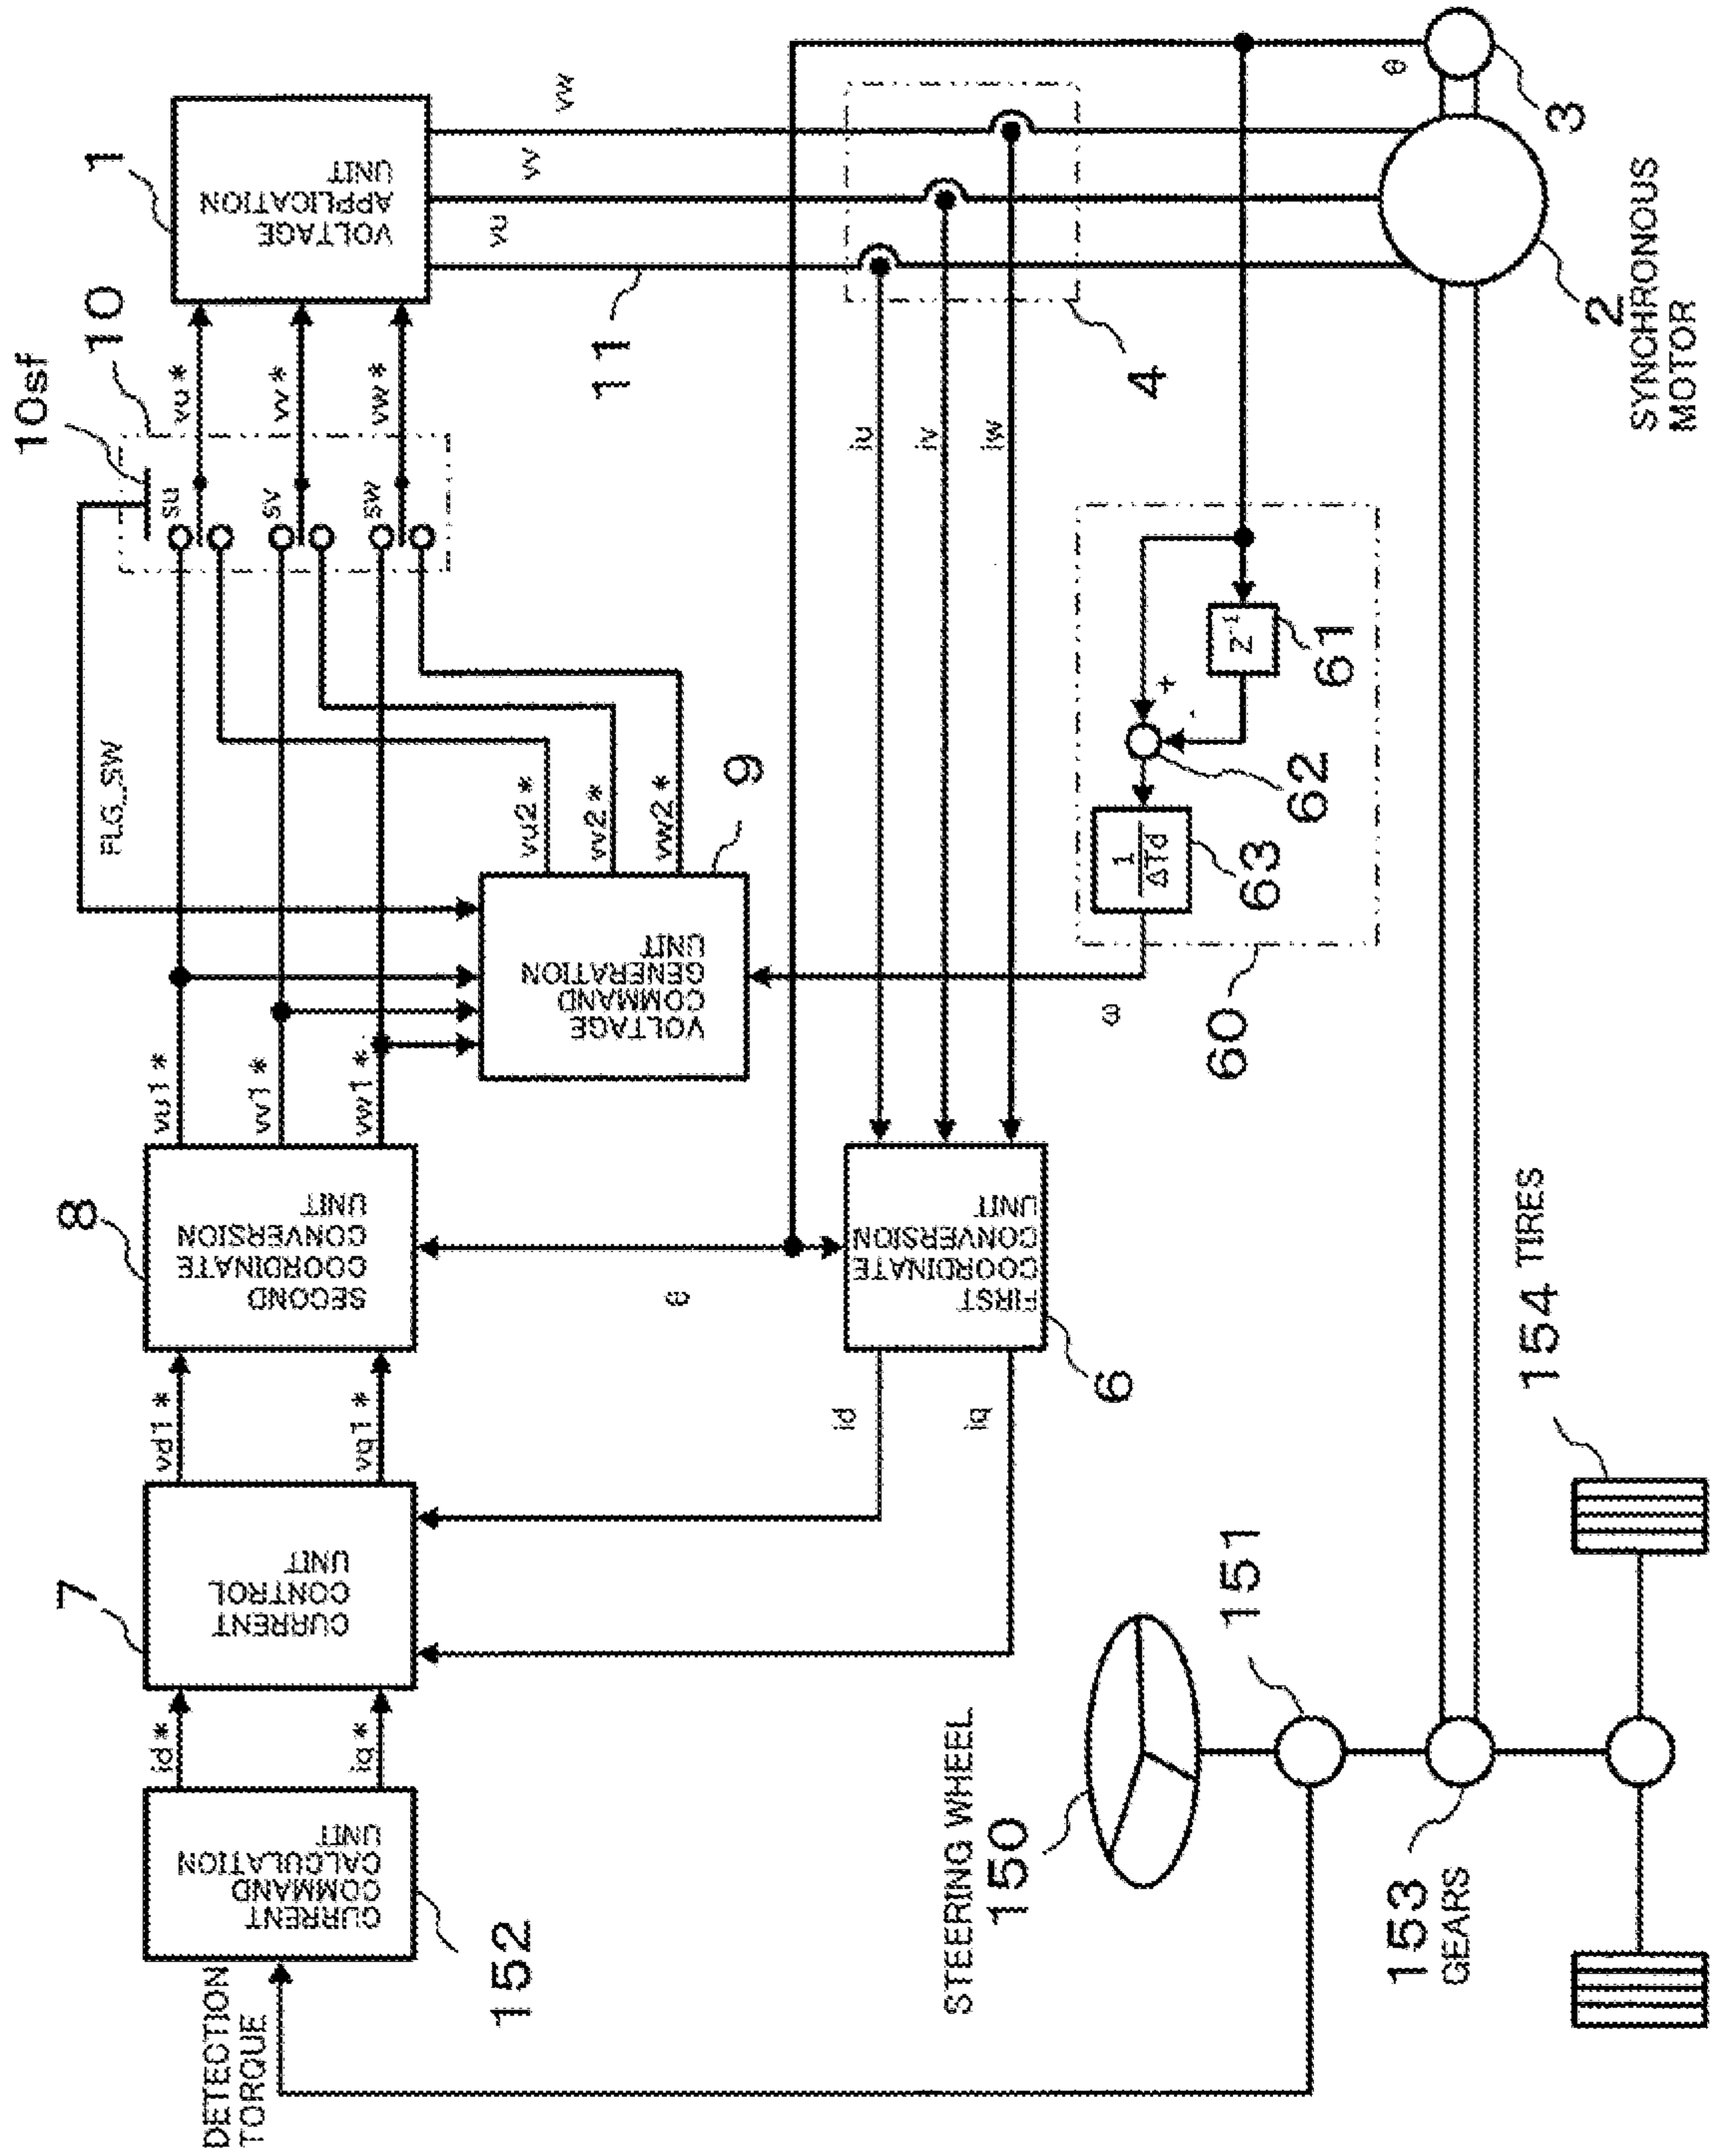 10sf
10
1
FLG_SW
su
sv
sw
vu*
vv*
vw*
VOLTAGE
APPLICATION
UNIT
vu
vv
vw
11
7
8
9
DETECTION
TORQUE
CURRENT
COMMAND
CALCULATION
UNIT
152
id*
iq*
CURRENT
CONTROL
UNIT
vd1*
vq1*
SECOND
COORDINATE
CONVERSION
UNIT
vu1*
vv1*
vw1*
VOLTAGE
COMMAND
GENERATION
UNIT
vu2*
vv2*
vw2*
θ
id
iq
FIRST
COORDINATE
CONVERSION
UNIT
6
iu
iv
iw
4
ω
60
1
ΔTd
63
62
+
-
Z-1
61
θ
3
2
SYNCHRONOUS
MOTOR
STEERING WHEEL
150
151
153
GEARS
154 TIRES